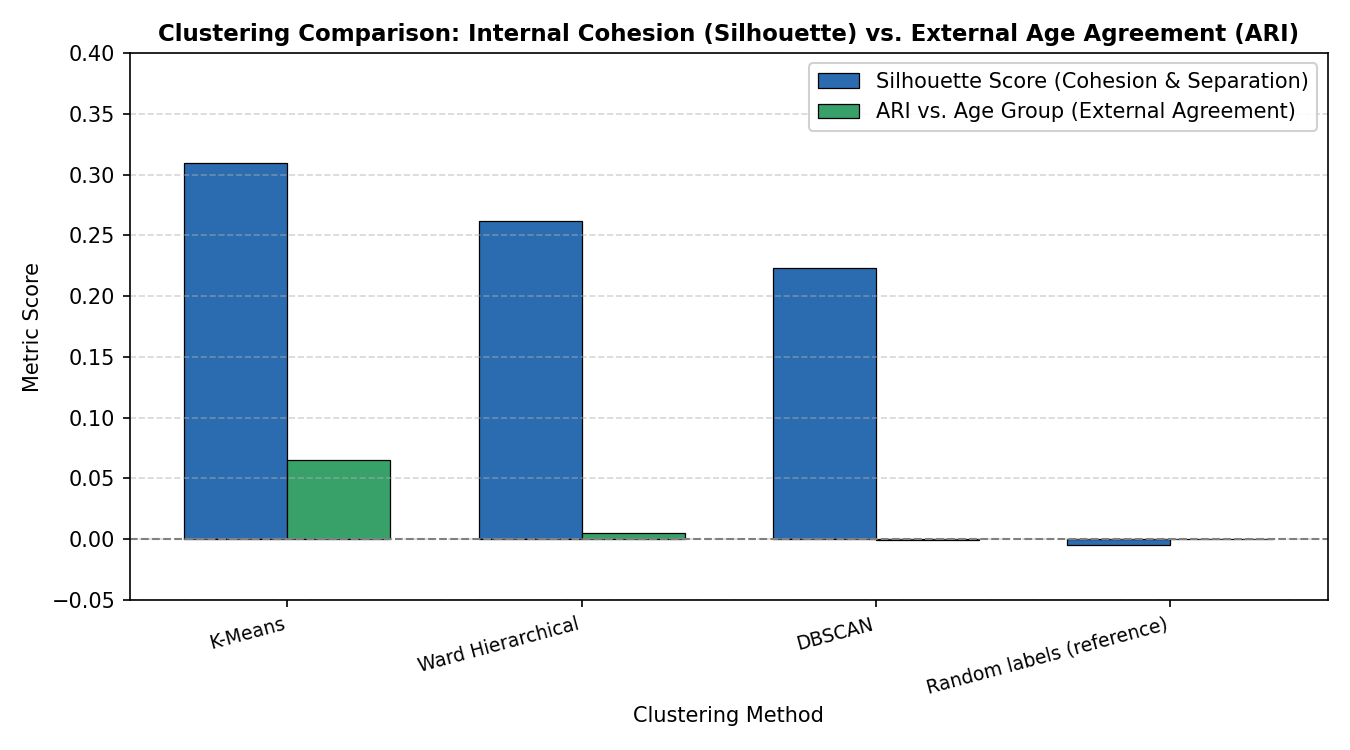 Clustering Comparison: Internal Cohesion (Silhouette) vs. External Age Agreement (ARI)
Silhouette Score (Cohesion & Separation)
ARI vs. Age Group (External Agreement)
Metric Score
0.40
0.35
0.30
0.25
0.20
0.15
0.10
0.05
0.00
−0.05
K-Means
Ward Hierarchical
DBSCAN
Random labels (reference)
Clustering Method